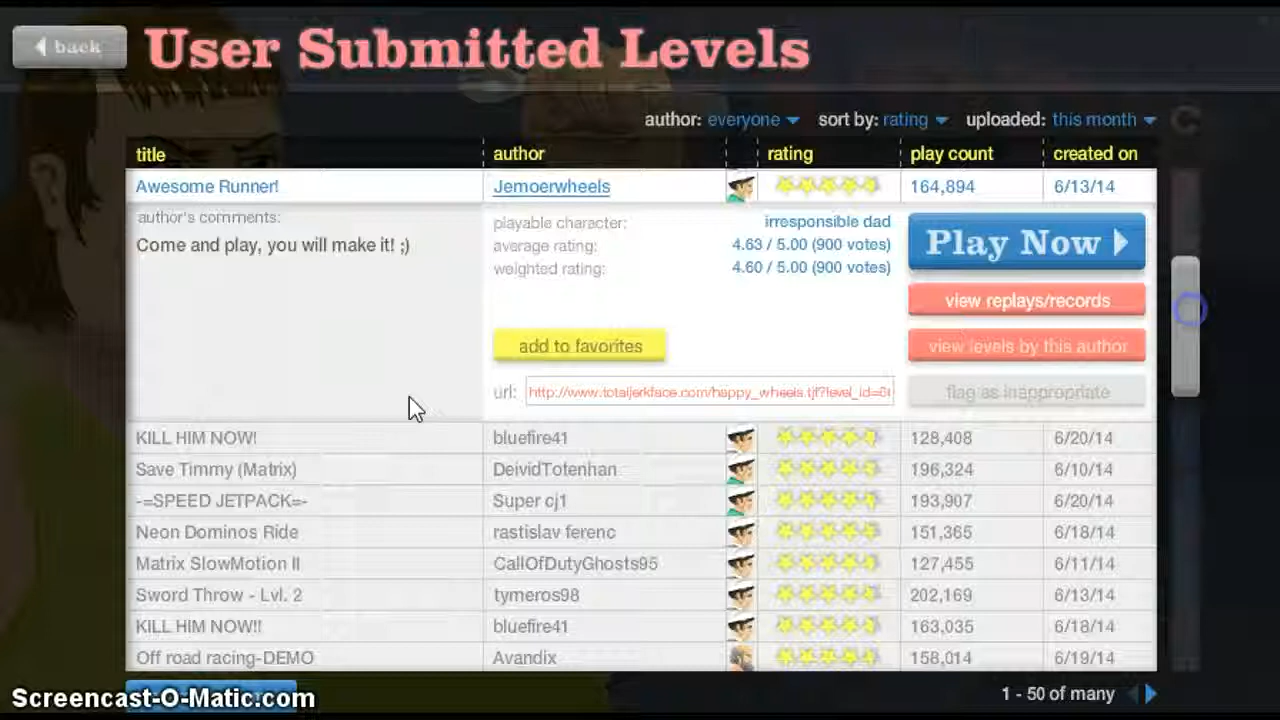 back
User Submitted Levels
author: everyone sort by: rating uploaded: this month
title author rating play count created on
Awesome Runner! Jemoerwheels 164,894 6/13/14
author's comments:
Come and play, you will make it! ;)
playable character: irresponsible dad
average rating: 4.63 / 5.00 (900 votes)
weighted rating: 4.60 / 5.00 (900 votes)
Play Now
view replays/records
add to favorites
view levels by this author
url: http://www.totaljerkface.com/happy_wheels.tjf?level_id=
flag as inappropriate
KILL HIM NOW! bluefire41 128,408 6/20/14
Save Timmy (Matrix) DeividTotenhan 196,324 6/10/14
-=SPEED JETPACK=- Super cj1 193,907 6/20/14
Neon Dominos Ride rastislav ferenc 151,365 6/18/14
Matrix SlowMotion II CallOfDutyGhosts95 127,455 6/11/14
Sword Throw - Lvl. 2 tymeros98 202,169 6/13/14
KILL HIM NOW!! bluefire41 163,035 6/18/14
Off road racing-DEMO Avandix 158,014 6/19/14
Screencast-O-Matic.com
1 - 50 of many